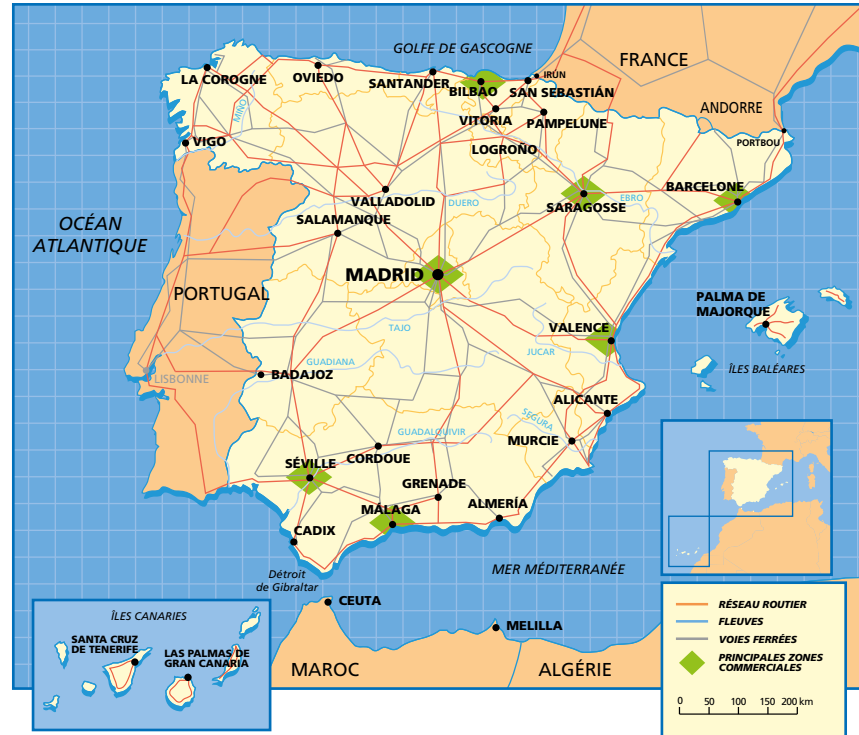 GOLFE DE GASCOGNE
FRANCE
LA COROGNE
OVIEDO
SANTANDER
BILBAO
IRÚN
SAN SEBASTIÁN
ANDORRE
MIÑO
VITORIA
PAMPELUNE
PORTBOU
VIGO
LOGROÑO
BARCELONE
VALLADOLID
DUERO
SARAGOSSE
EBRO
OCÉAN
ATLANTIQUE
SALAMANQUE
MADRID
PORTUGAL
PALMA DE
MAJORQUE
TAJO
VALENCE
JUCAR
GUADIANA
ÎLES BALÉARES
LISBONNE
BADAJOZ
ALICANTE
SEGURA
GUADALQUIVIR
MURCIE
SÉVILLE
CORDOUE
GRENADE
MÁLAGA
ALMERÍA
CADIX
MER MÉDITERRANÉE
Détroit
de Gibraltar
CEUTA
MELILLA
MAROC
ALGÉRIE
ÎLES CANARIES
SANTA CRUZ
DE TENERIFE
LAS PALMAS DE
GRAN CANARIA
RÉSEAU ROUTIER
FLEUVES
VOIES FERRÉES
PRINCIPALES ZONES
COMMERCIALES
0 50 100 150 200 km